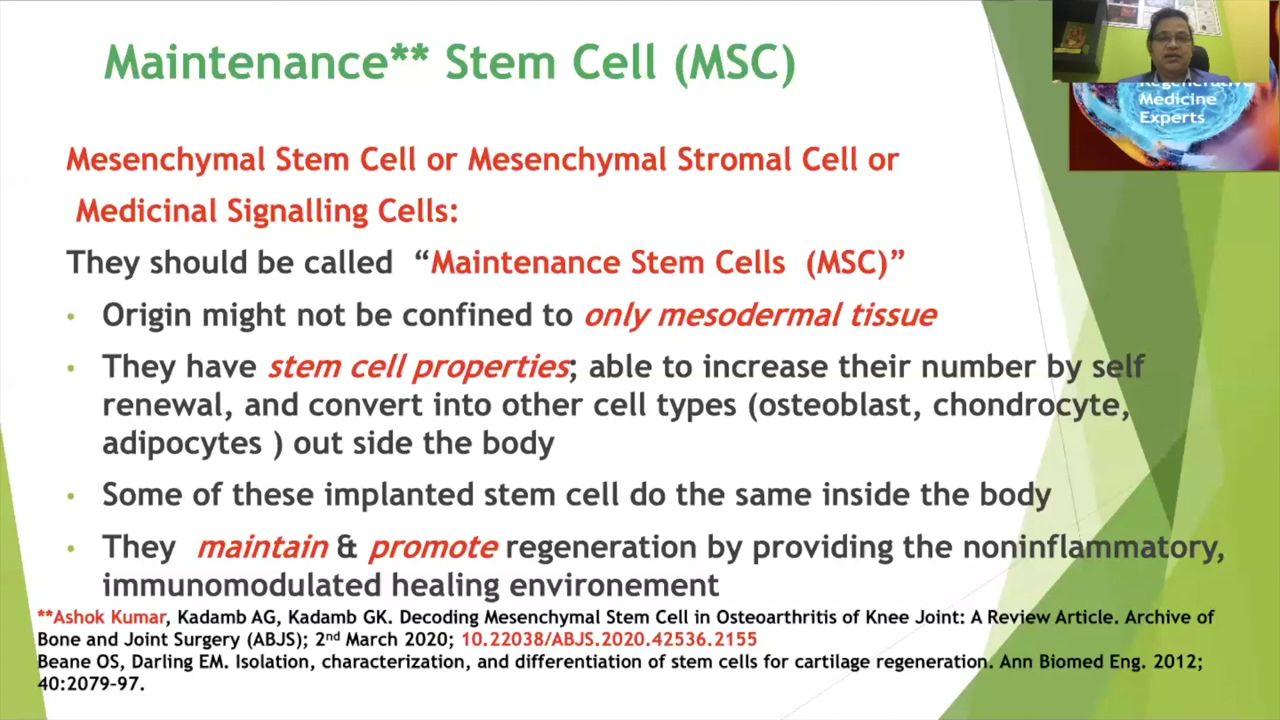 Maintenance** Stem Cell (MSC)
Regenerative
Medicine
Experts
Mesenchymal Stem Cell or Mesenchymal Stromal Cell or
Medicinal Signalling Cells:
They should be called “Maintenance Stem Cells (MSC)”
• Origin might not be confined to only mesodermal tissue
• They have stem cell properties; able to increase their number by self
renewal, and convert into other cell types (osteoblast, chondrocyte,
adipocytes ) out side the body
• Some of these implanted stem cell do the same inside the body
• They maintain & promote regeneration by providing the noninflammatory,
immunomodulated healing environement
**Ashok Kumar, Kadamb AG, Kadamb GK. Decoding Mesenchymal Stem Cell in Osteoarthritis of Knee Joint: A Review Article. Archive of
Bone and Joint Surgery (ABJS); 2nd March 2020; 10.22038/ABJS.2020.42536.2155
Beane OS, Darling EM. Isolation, characterization, and differentiation of stem cells for cartilage regeneration. Ann Biomed Eng. 2012;
40:2079–97.